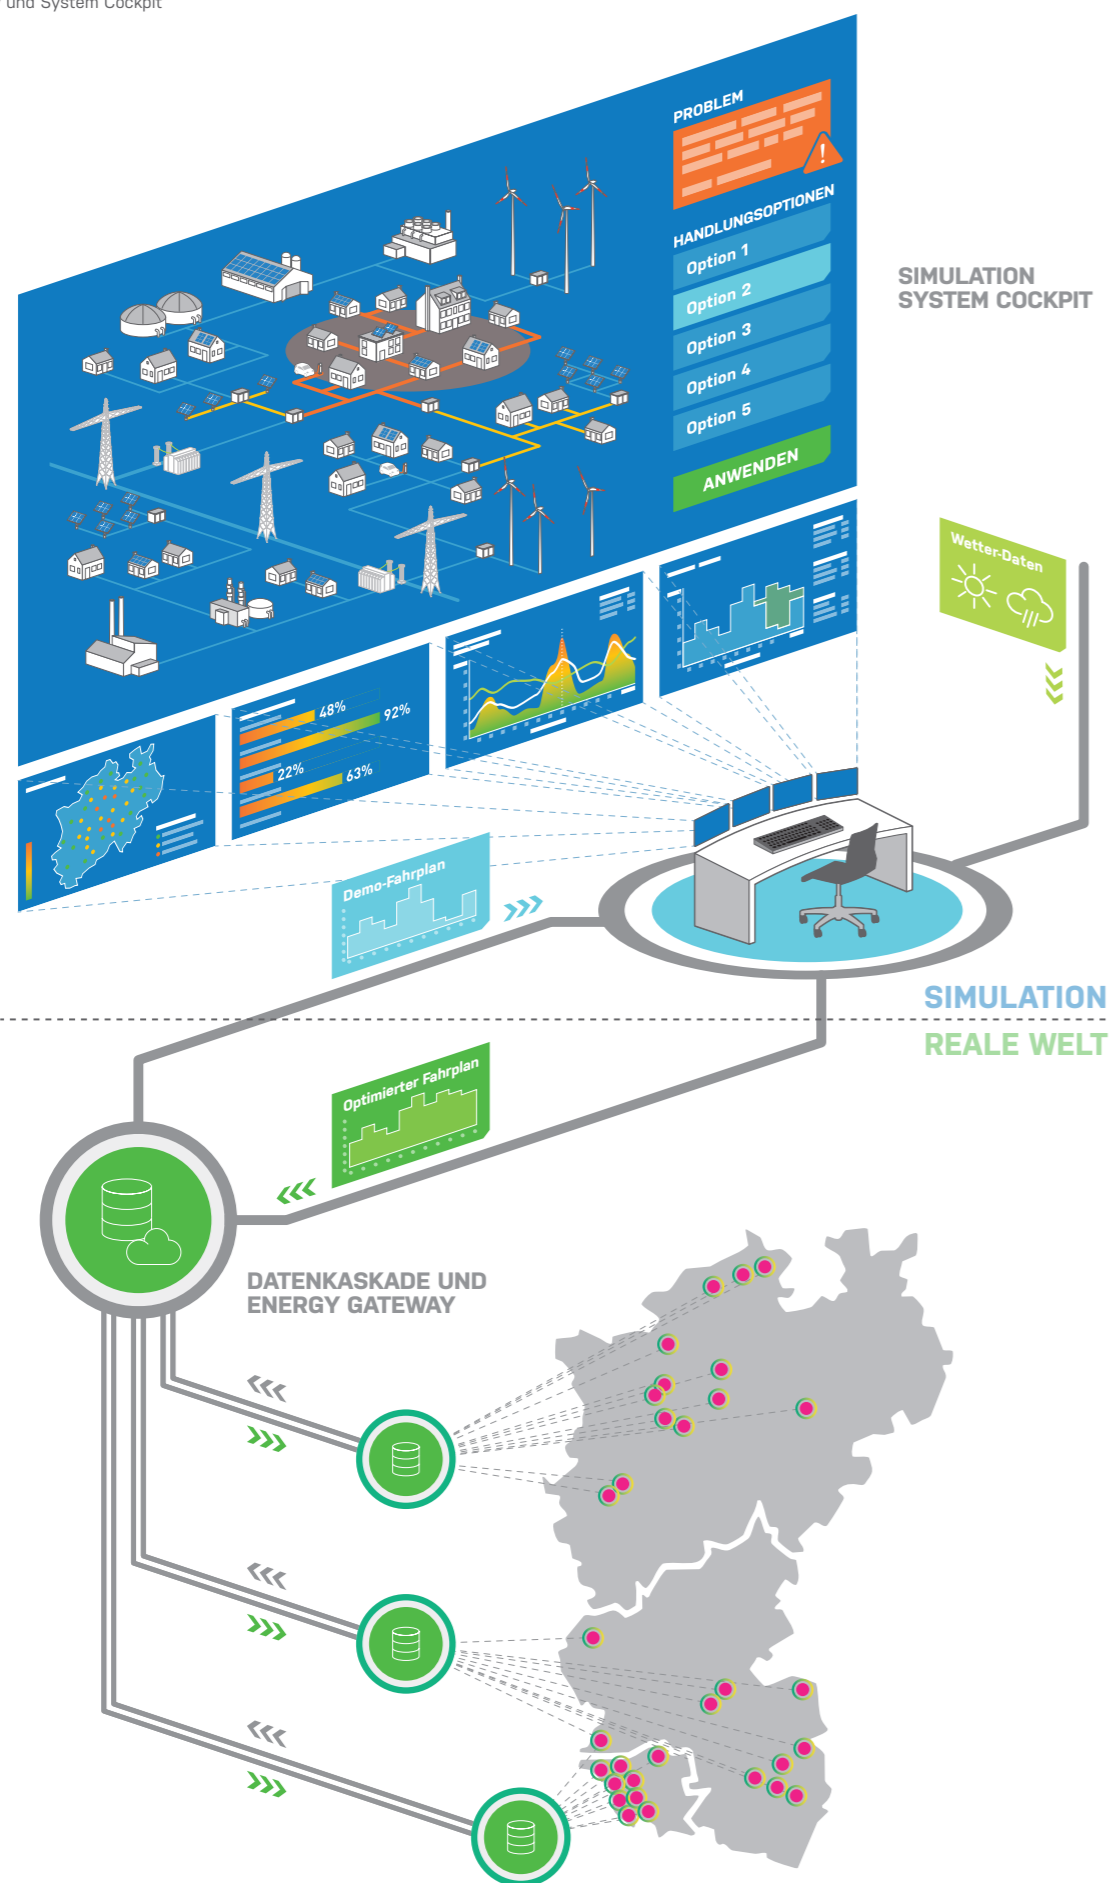 und System Cockpit
PROBLEM
HANDLUNGSOPTIONEN
Option 1
Option 2
Option 3
Option 4
Option 5
ANWENDEN
SIMULATION
SYSTEM COCKPIT
Wetter-Daten
48%
92%
22%
63%
Demo-Fahrplan
SIMULATION
REALE WELT
Optimierter Fahrplan
DATENKASKADE UND
ENERGY GATEWAY